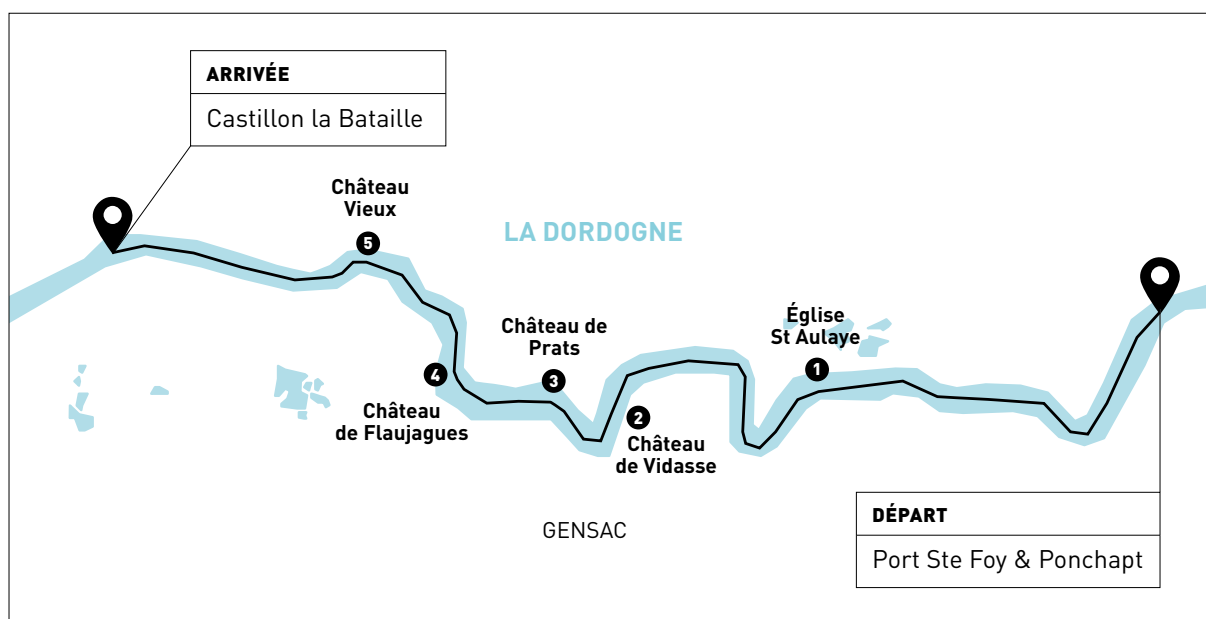 ARRIVÉE
Castillon la Bataille
Château
Vieux
5
LA DORDOGNE
Église
St Aulaye
1
Château de
Prats
3
4
Château
de Flaujagues
2
Château
de Vidasse
GENSAC
DÉPART
Port Ste Foy & Ponchapt